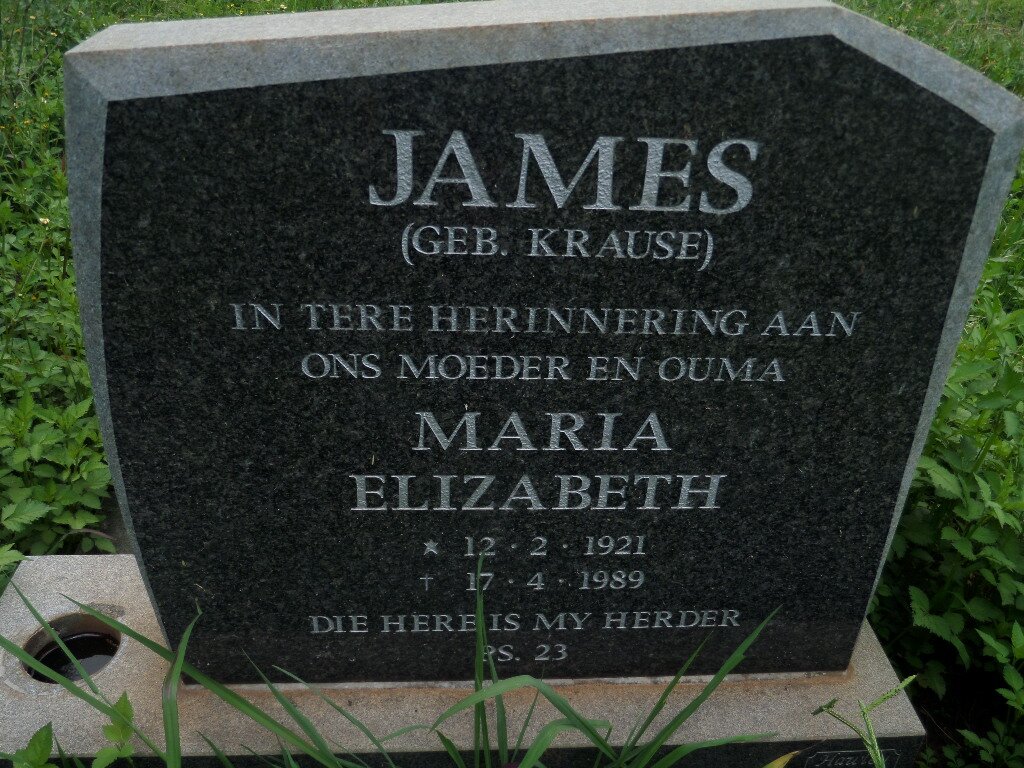 JAMES
(GEB. KRAUSE)
IN TERE HERINNERING AAN
ONS MOEDER EN OUMA
MARIA
ELIZABETH
★ 12 · 2 · 1921
† 17 · 4 · 1989
DIE HERE IS MY HERDER
PS. 23